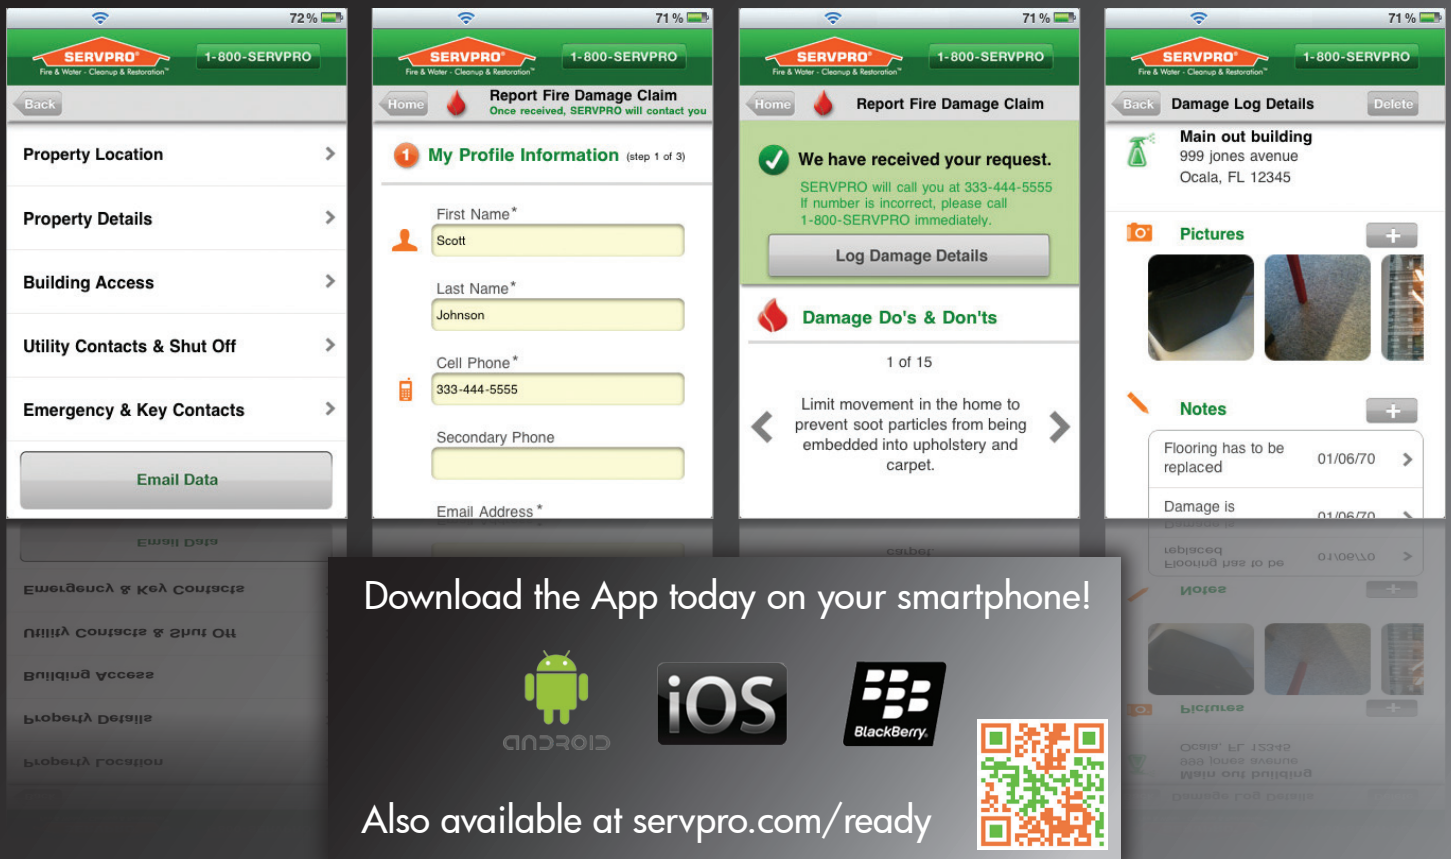 72 %
SERVPRO®
Fire & Water - Cleanup & Restoration™
1-800-SERVPRO
Back
Property Location
Property Details
Building Access
Utility Contacts & Shut Off
Emergency & Key Contacts
Email Data
71 %
SERVPRO®
Fire & Water - Cleanup & Restoration™
1-800-SERVPRO
Home
Report Fire Damage Claim
Once received, SERVPRO will contact you
1 My Profile Information (step 1 of 3)
First Name*
Scott
Last Name*
Johnson
Cell Phone*
333-444-5555
Secondary Phone
Email Address*
71 %
SERVPRO®
Fire & Water - Cleanup & Restoration™
1-800-SERVPRO
Home
Report Fire Damage Claim
We have received your request.
SERVPRO will call you at 333-444-5555
If number is incorrect, please call
1-800-SERVPRO immediately.
Log Damage Details
Damage Do's & Don'ts
1 of 15
Limit movement in the home to
prevent soot particles from being
embedded into upholstery and
carpet.
71 %
SERVPRO®
Fire & Water - Cleanup & Restoration™
1-800-SERVPRO
Back
Damage Log Details
Delete
Main out building
999 jones avenue
Ocala, FL 12345
Pictures
+
Notes
+
Flooring has to be
replaced
01/06/70
Damage is
01/06/70
Download the App today on your smartphone!
ANDROID
iOS
BlackBerry.
Also available at servpro.com/ready